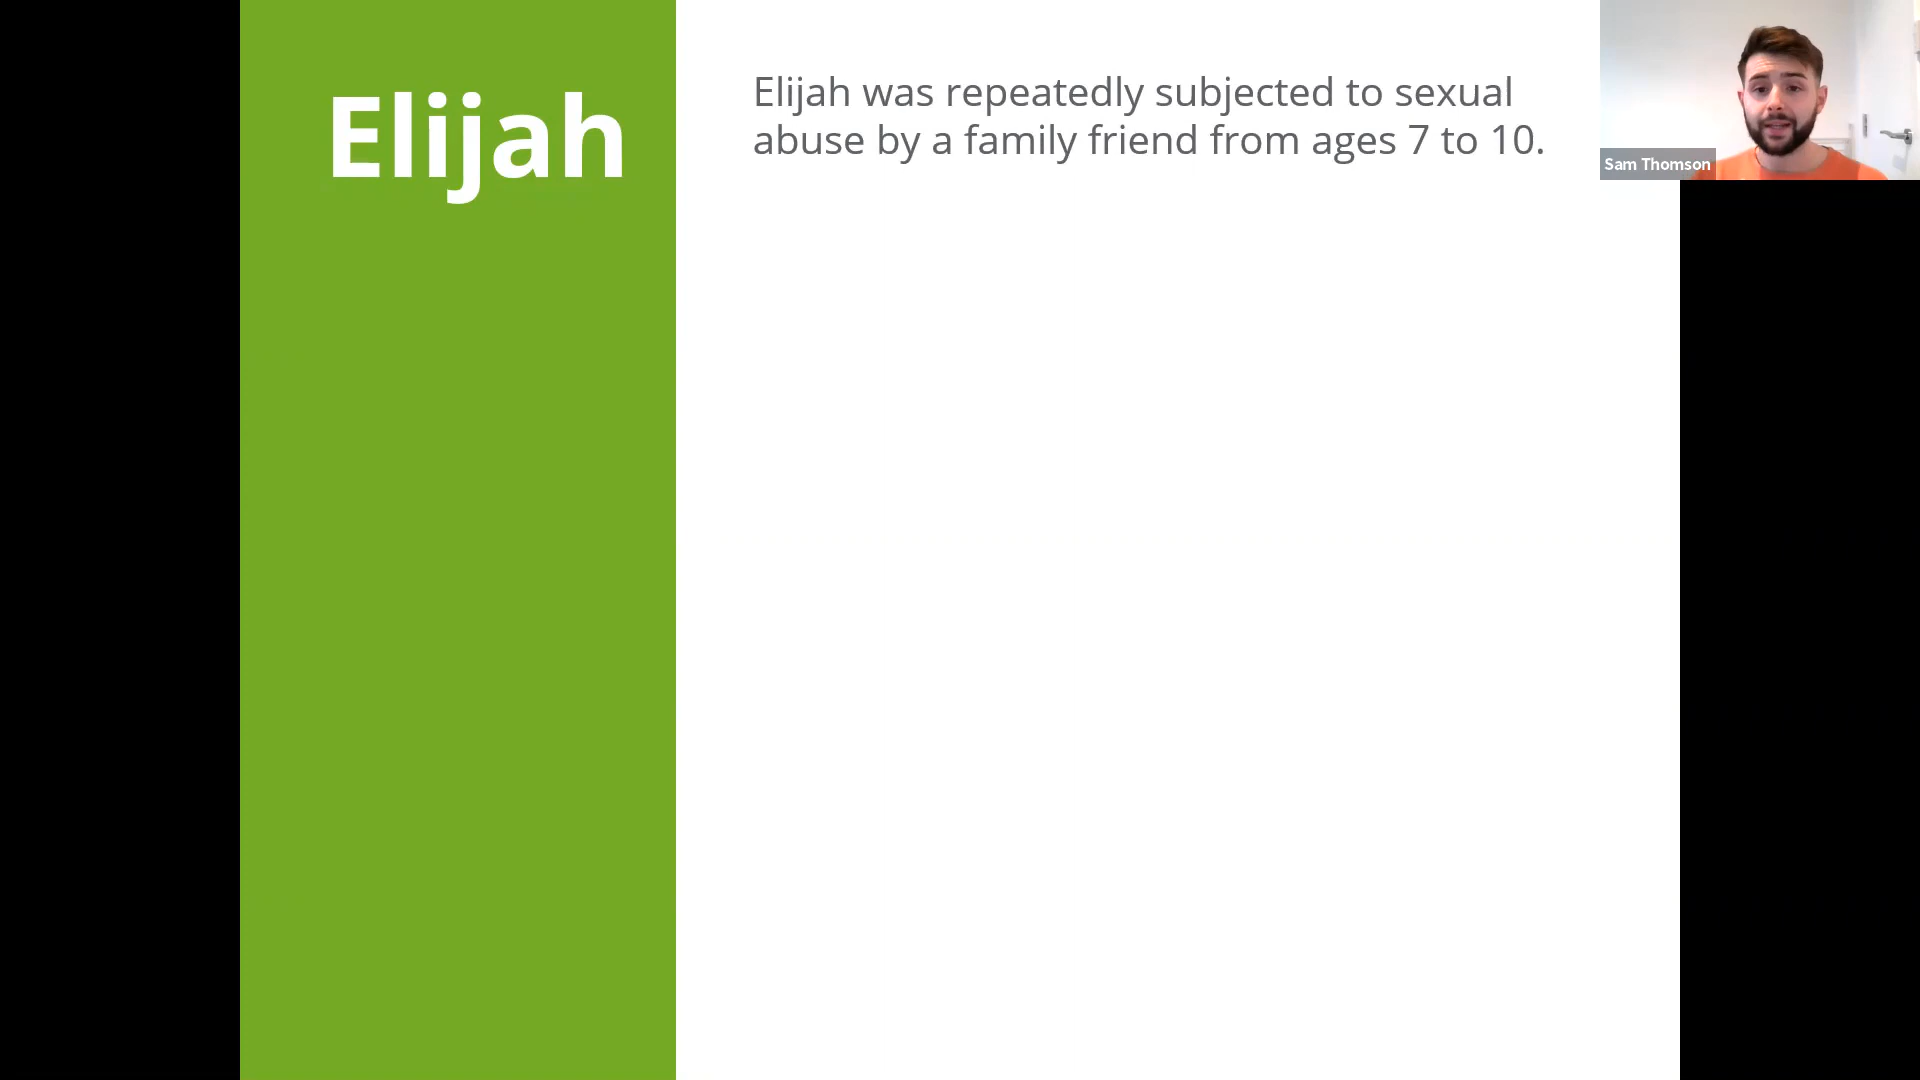 Elijah
Elijah was repeatedly subjected to sexual
abuse by a family friend from ages 7 to 10.
Sam Thomson